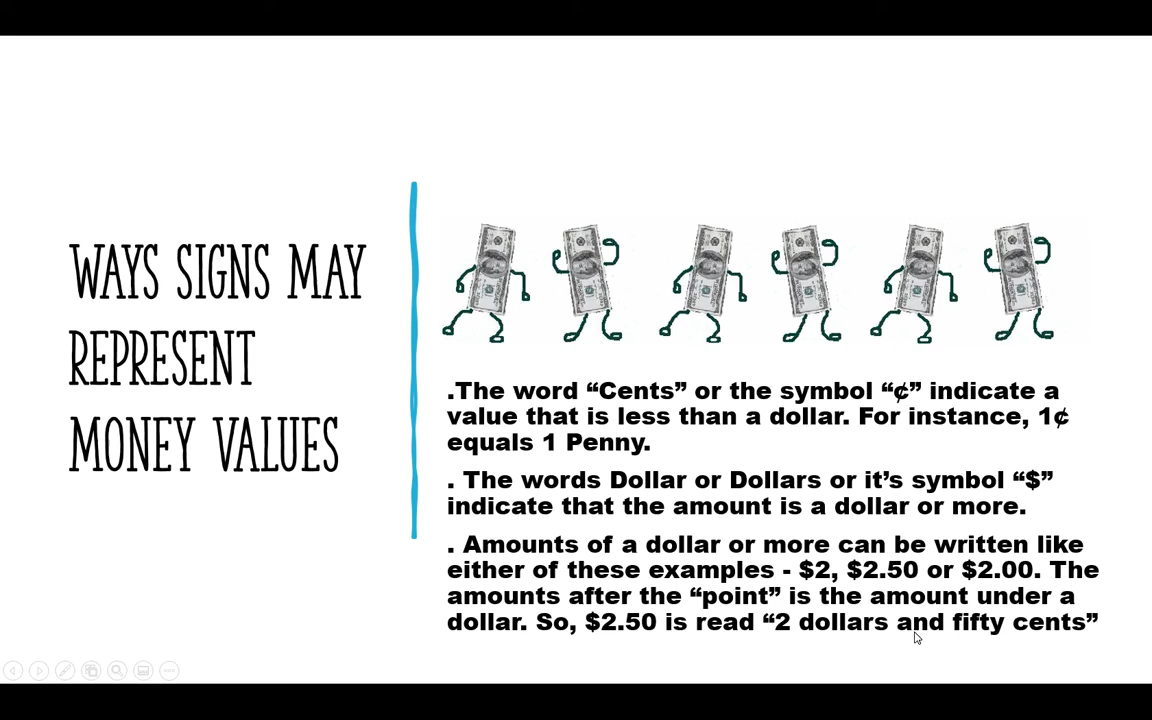 WAYS SIGNS MAY
REPRESENT
MONEY VALUES
.The word “Cents” or the symbol “¢” indicate a
value that is less than a dollar. For instance, 1¢
equals 1 Penny.
. The words Dollar or Dollars or it’s symbol “$”
indicate that the amount is a dollar or more.
. Amounts of a dollar or more can be written like
either of these examples - $2, $2.50 or $2.00. The
amounts after the “point” is the amount under a
dollar. So, $2.50 is read “2 dollars and fifty cents”